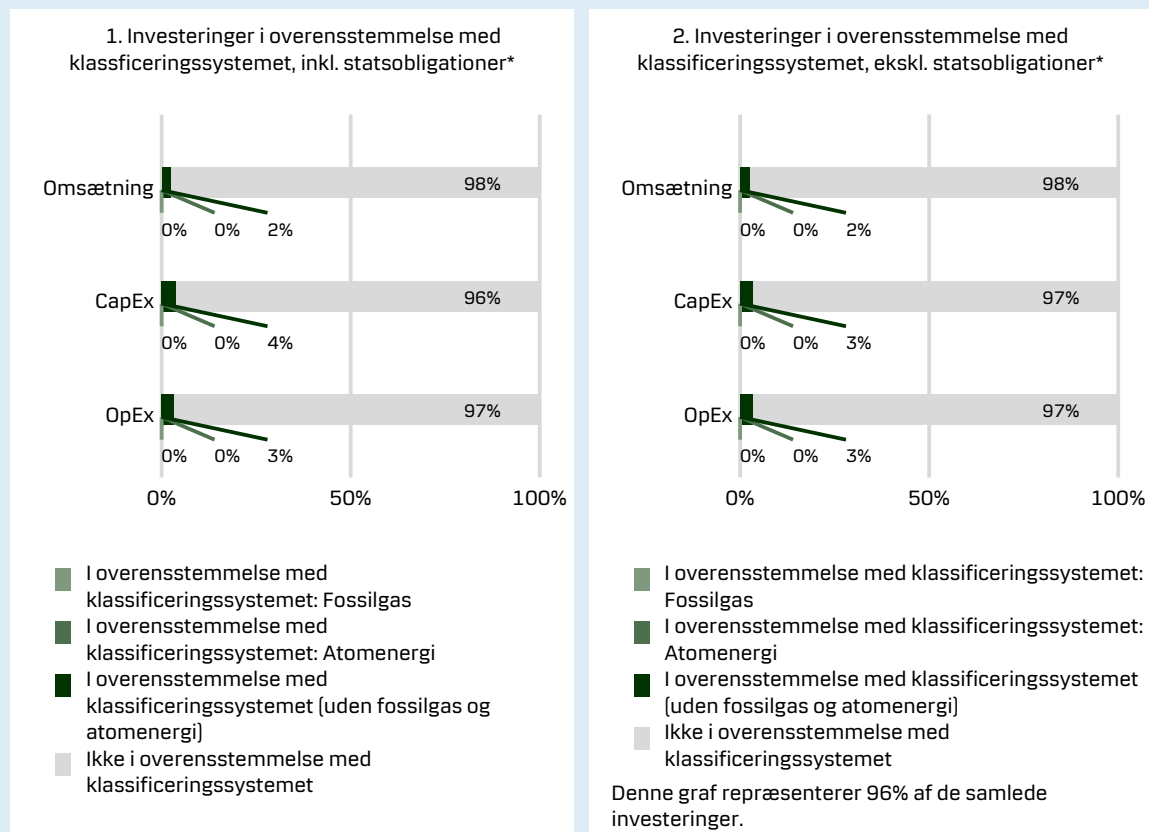 1. Investeringer i overensstemmelse med
klassficeringssystemet, inkl. statsobligationer*
Omsætning
98%
0% 0% 2%
CapEx
96%
0% 0% 4%
OpEx
97%
0% 0% 3%
0% 50% 100%
I overensstemmelse med
klassificeringssystemet: Fossilgas
I overensstemmelse med
klassificeringssystemet: Atomenergi
I overensstemmelse med
klassificeringssystemet (uden fossilgas og
atomenergi)
Ikke i overensstemmelse med
klassificeringssystemet
2. Investeringer i overensstemmelse med
klassificeringssystemet, ekskl. statsobligationer*
Omsætning
98%
0% 0% 2%
CapEx
97%
0% 0% 3%
OpEx
97%
0% 0% 3%
0% 50% 100%
I overensstemmelse med klassificeringssystemet:
Fossilgas
I overensstemmelse med klassificeringssystemet:
Atomenergi
I overensstemmelse med klassificeringssystemet
(uden fossilgas og atomenergi)
Ikke i overensstemmelse med
klassificeringssystemet
Denne graf repræsenterer 96% af de samlede
investeringer.